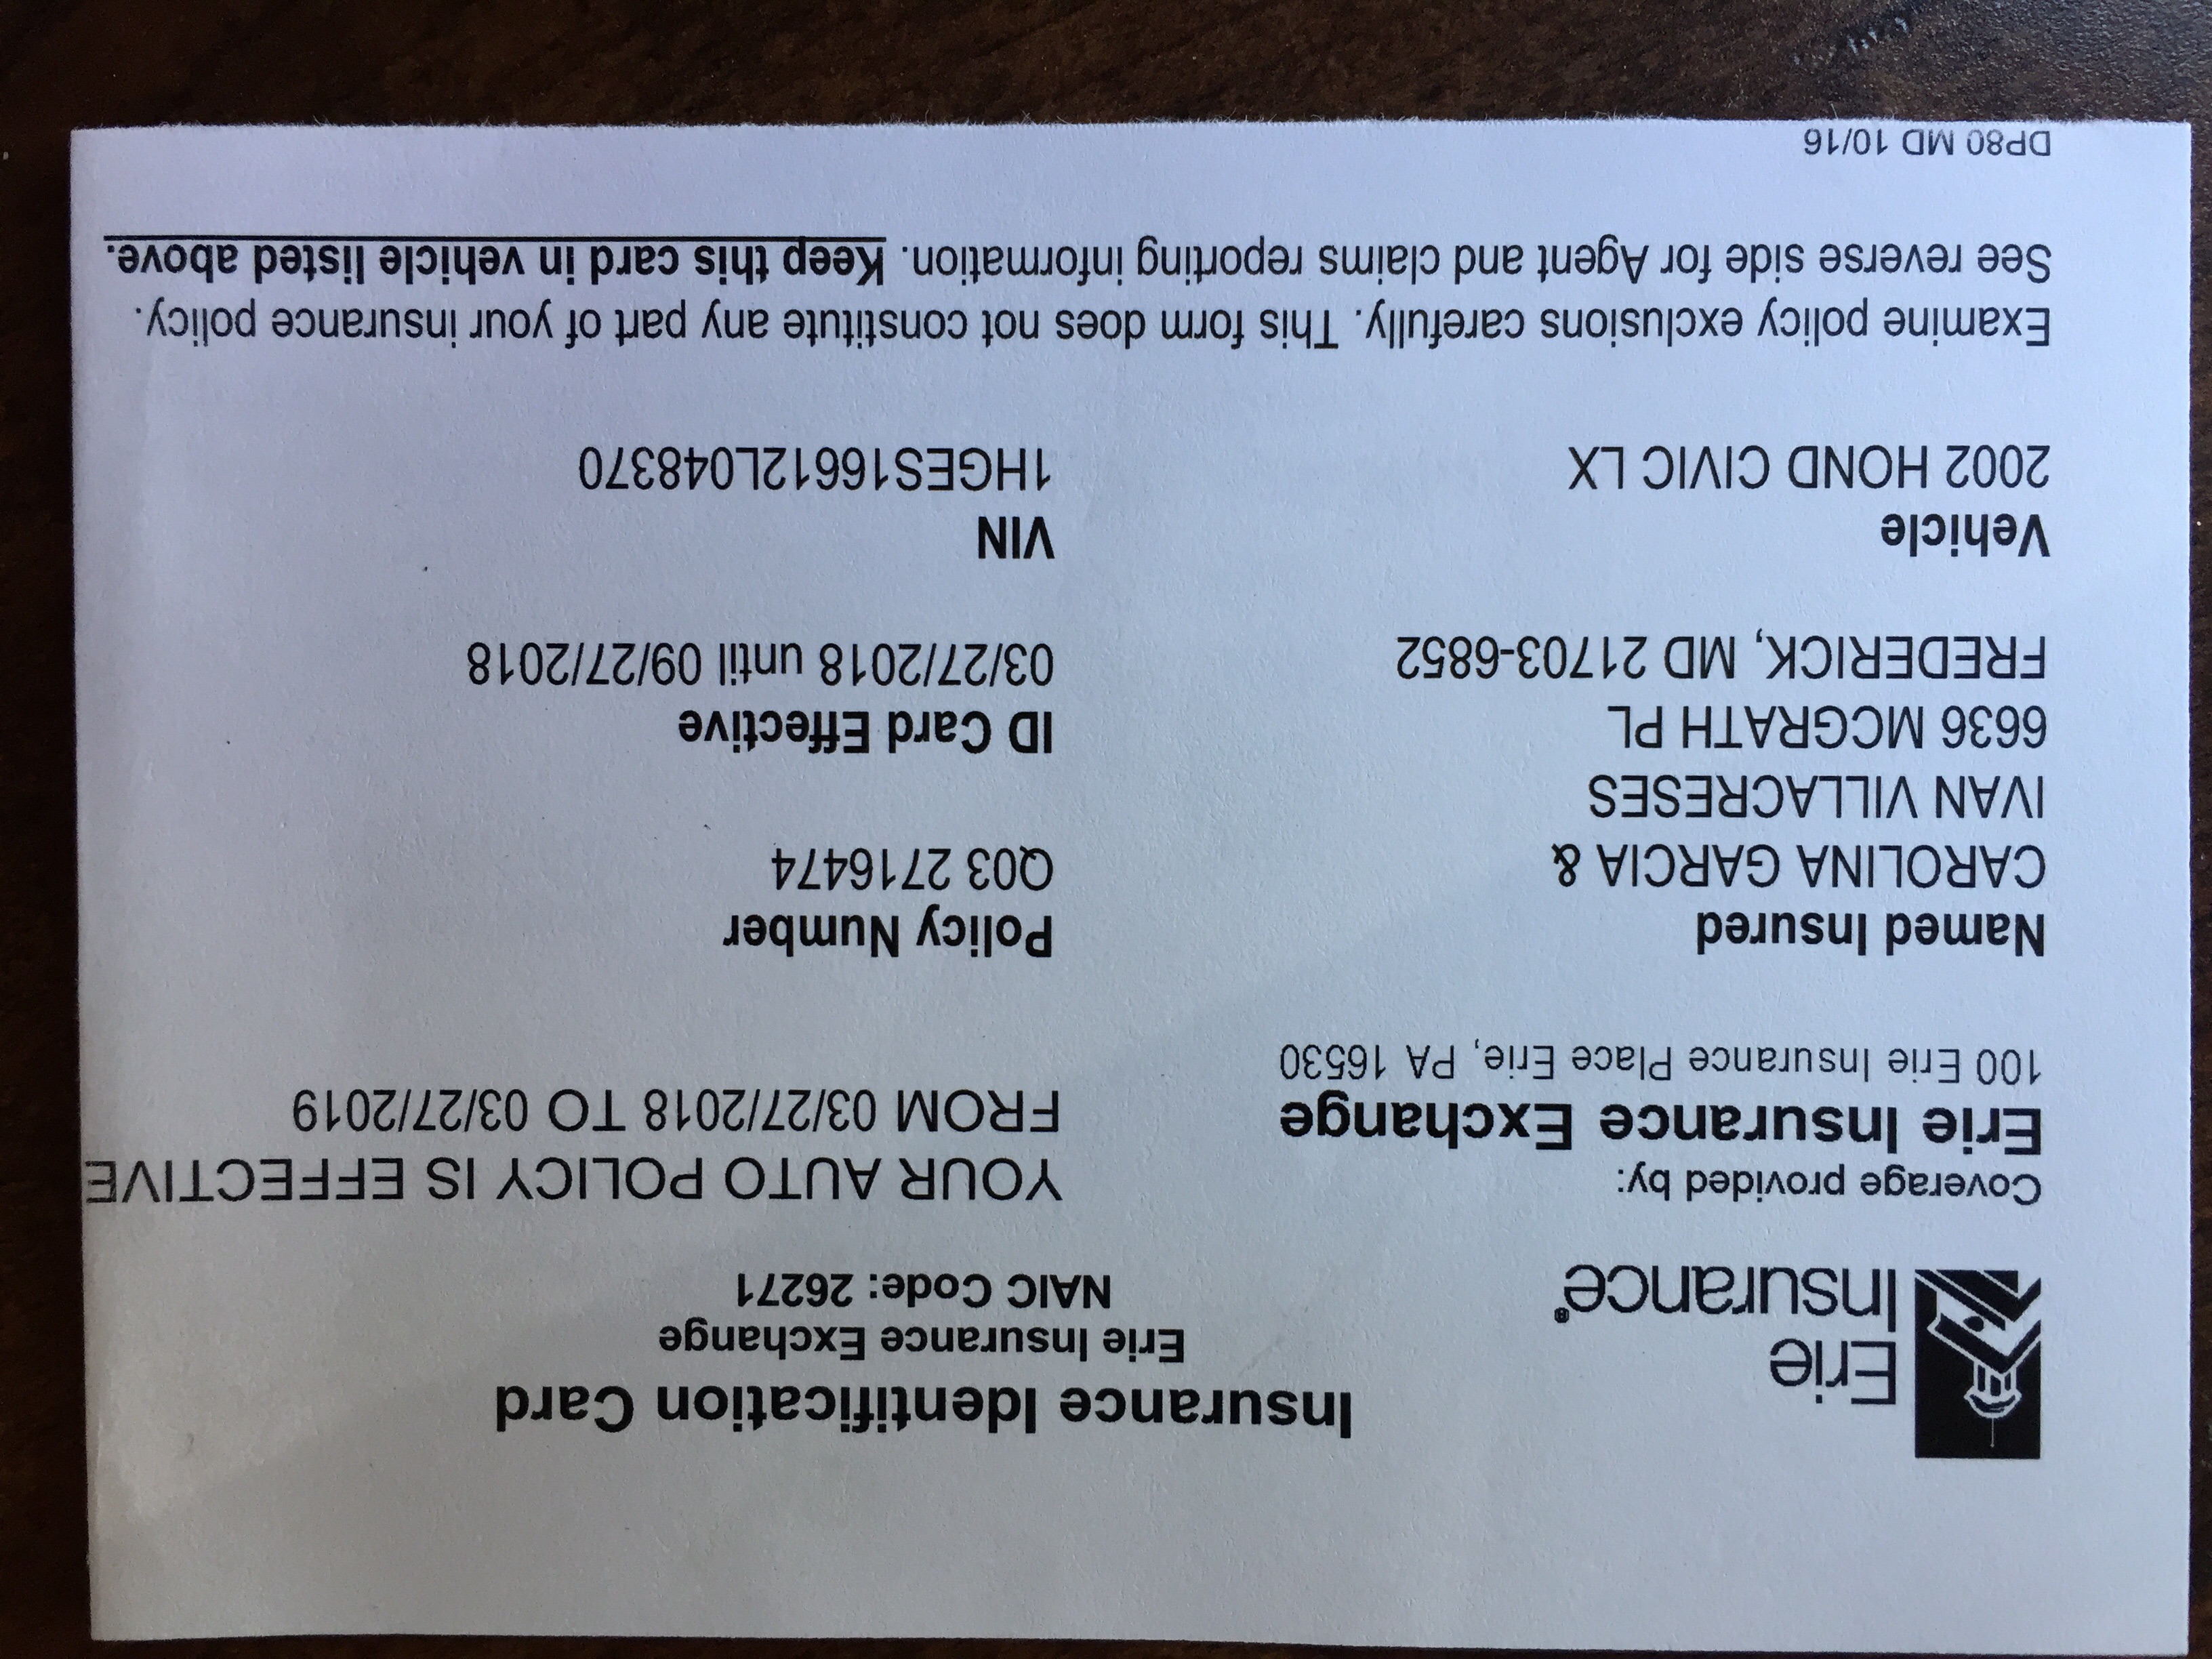 Erie
Insurance®
Insurance Identification Card
Erie Insurance Exchange
NAIC Code: 26271
Coverage provided by:
Erie Insurance Exchange
100 Erie Insurance Place Erie, PA 16530
YOUR AUTO POLICY IS EFFECTIVE
FROM 03/27/2018 TO 03/27/2019
Named Insured
CAROLINA GARCIA &
IVAN VILLACRESES
6636 MCGRATH PL
FREDERICK, MD 21703-6852
Policy Number
Q03 2716474
ID Card Effective
03/27/2018 until 09/27/2018
Vehicle
2002 HOND CIVIC LX
VIN
1HGES16612L048370
Examine policy exclusions carefully. This form does not constitute any part of your insurance policy.
See reverse side for Agent and claims reporting information. Keep this card in vehicle listed above.
DP80 MD 10/16